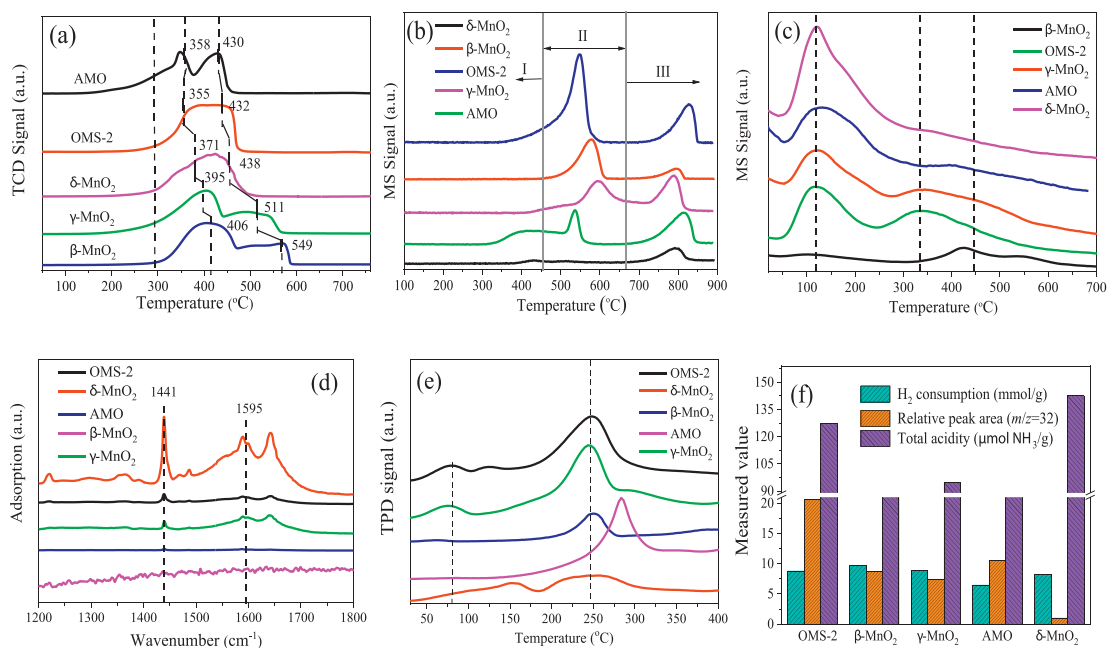 (a)
358
430
AMO
355
432
OMS-2
371
438
δ-MnO₂
395
511
γ-MnO₂
406
549
β-MnO₂
TCD Signal (a.u.)
100 200 300 400 500 600 700
Temperature (°C)
(b)
δ-MnO₂
β-MnO₂
OMS-2
γ-MnO₂
AMO
I
II
III
MS Signal (a.u.)
100 200 300 400 500 600 700 800 900
Temperature (°C)
(c)
β-MnO₂
OMS-2
γ-MnO₂
AMO
δ-MnO₂
MS Signal (a.u.)
100 200 300 400 500 600 700
Temperature (°C)
(d)
OMS-2
δ-MnO₂
AMO
β-MnO₂
γ-MnO₂
1441
1595
Adsorption (a.u.)
1200 1300 1400 1500 1600 1700 1800
Wavenumber (cm⁻¹)
(e)
OMS-2
δ-MnO₂
β-MnO₂
AMO
γ-MnO₂
TPD signal (a.u.)
50 100 150 200 250 300 350 400
Temperature (°C)
(f)
H₂ consumption (mmol/g)
Relative peak area (m/z=32)
Total acidity (μmol NH₃/g)
Measured value
150
135
120
105
90
20
15
10
5
0
OMS-2 β-MnO₂ γ-MnO₂ AMO δ-MnO₂